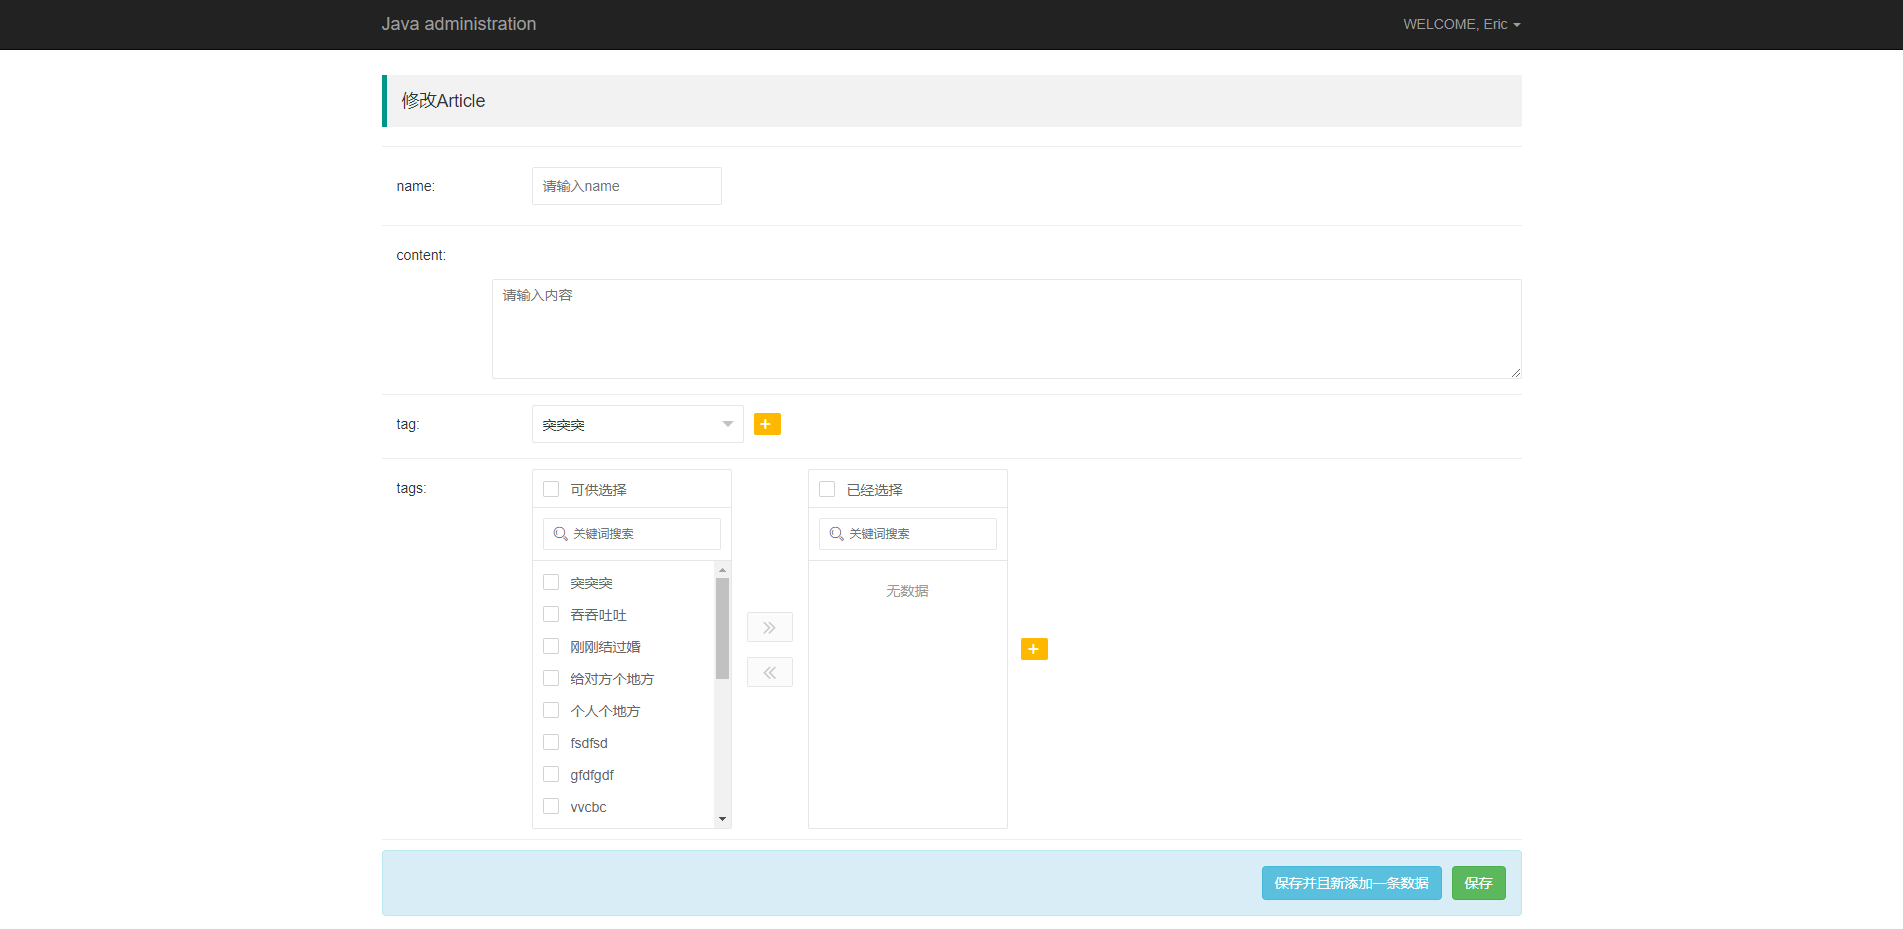 Java administration
WELCOME, Eric
修改Article
name:
请输入name
content:
请输入内容
tag:
突突突
tags:
可供选择
关键词搜索
突突突
吞吞吐吐
刚刚结过婚
给对方个地方
个人个地方
fsdfsd
gfdfgdf
vvcbc
已经选择
关键词搜索
无数据
保存并且新添加一条数据
保存